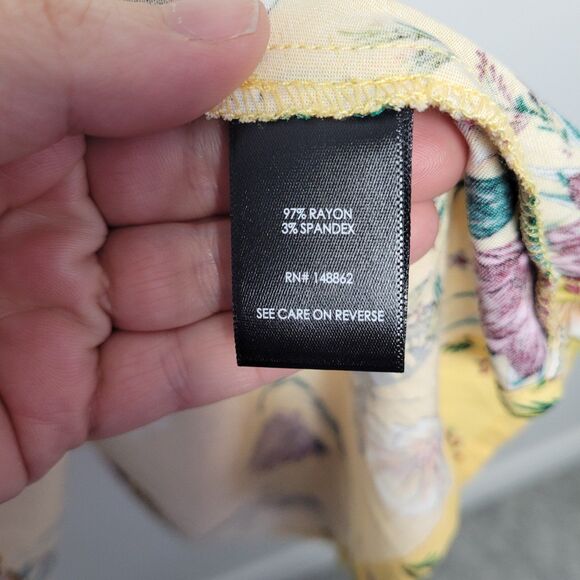 97% RAYON
3% SPANDEX
RN# 148862
SEE CARE ON REVERSE